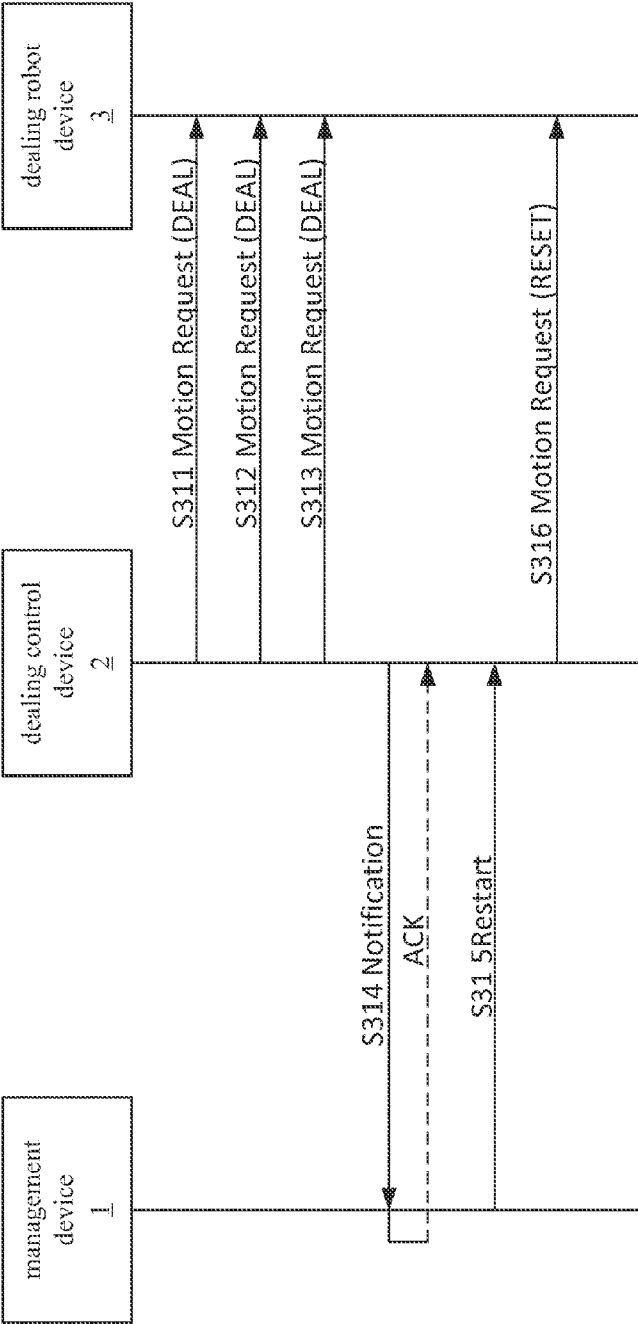 management
device
1
dealing control
device
2
dealing robot
device
3
S311 Motion Request (DEAL)
S312 Motion Request (DEAL)
S313 Motion Request (DEAL)
S314 Notification
ACK
S31 5Restart
S316 Motion Request (RESET)